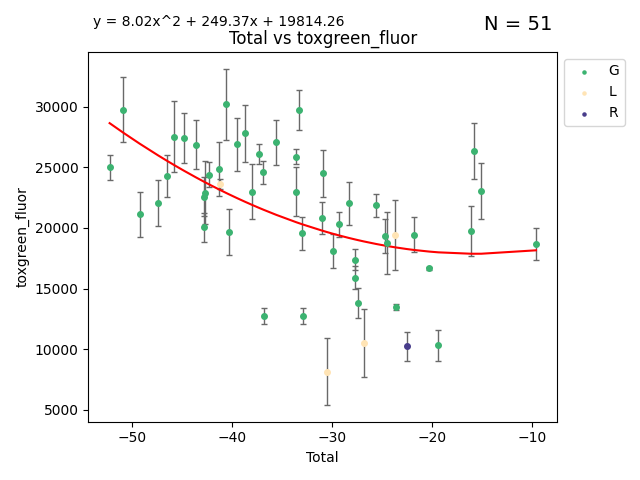 y = 8.02x^2 + 249.37x + 19814.26
N = 51
Total vs toxgreen_fluor
G
L
R
30000
25000
20000
15000
10000
5000
toxgreen_fluor
−50 −40 −30 −20 −10
Total